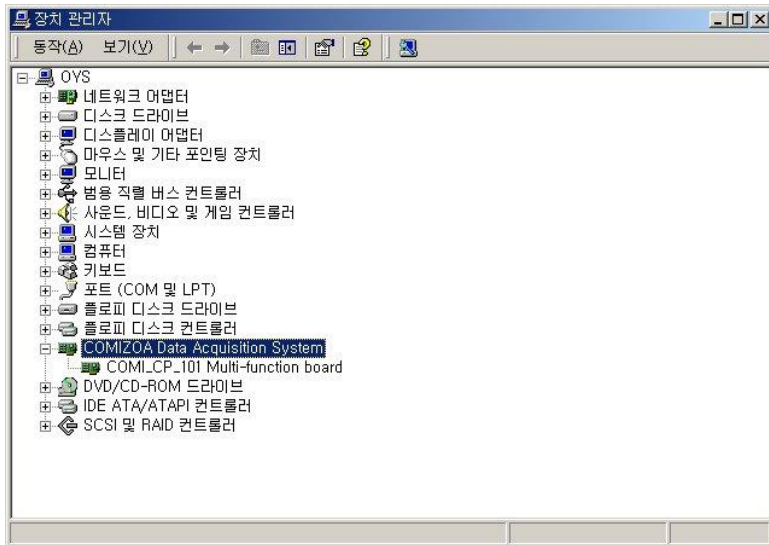 장치 관리자
동작(A) 보기(V)
OYS
네트워크 어댑터
디스크 드라이브
디스플레이 어댑터
마우스 및 기타 포인팅 장치
모니터
범용 직렬 버스 컨트롤러
사운드, 비디오 및 게임 컨트롤러
시스템 장치
컴퓨터
키보드
포트 (COM 및 LPT)
플로피 디스크 드라이브
플로피 디스크 컨트롤러
COMIZOA Data Acquisition System
COMI_CP_101 Multi-function board
DVD/CD-ROM 드라이브
IDE ATA/ATAPI 컨트롤러
SCSI 및 RAID 컨트롤러